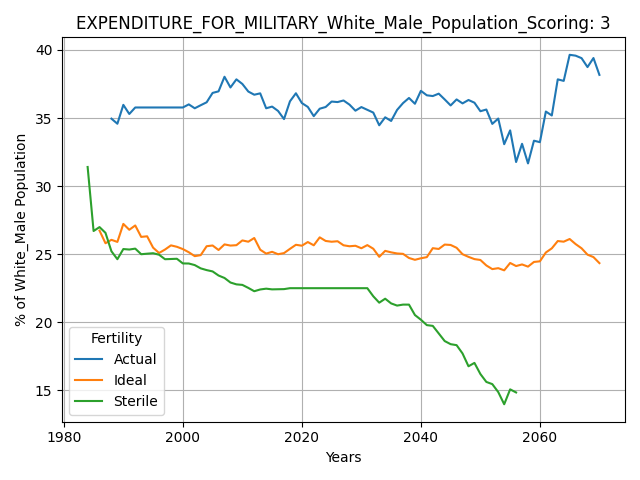 EXPENDITURE_FOR_MILITARY_White_Male_Population_Scoring: 3
40
35
30
25
20
15
% of White_Male Population
Fertility
Actual
Ideal
Sterile
1980
2000
2020
2040
2060
Years